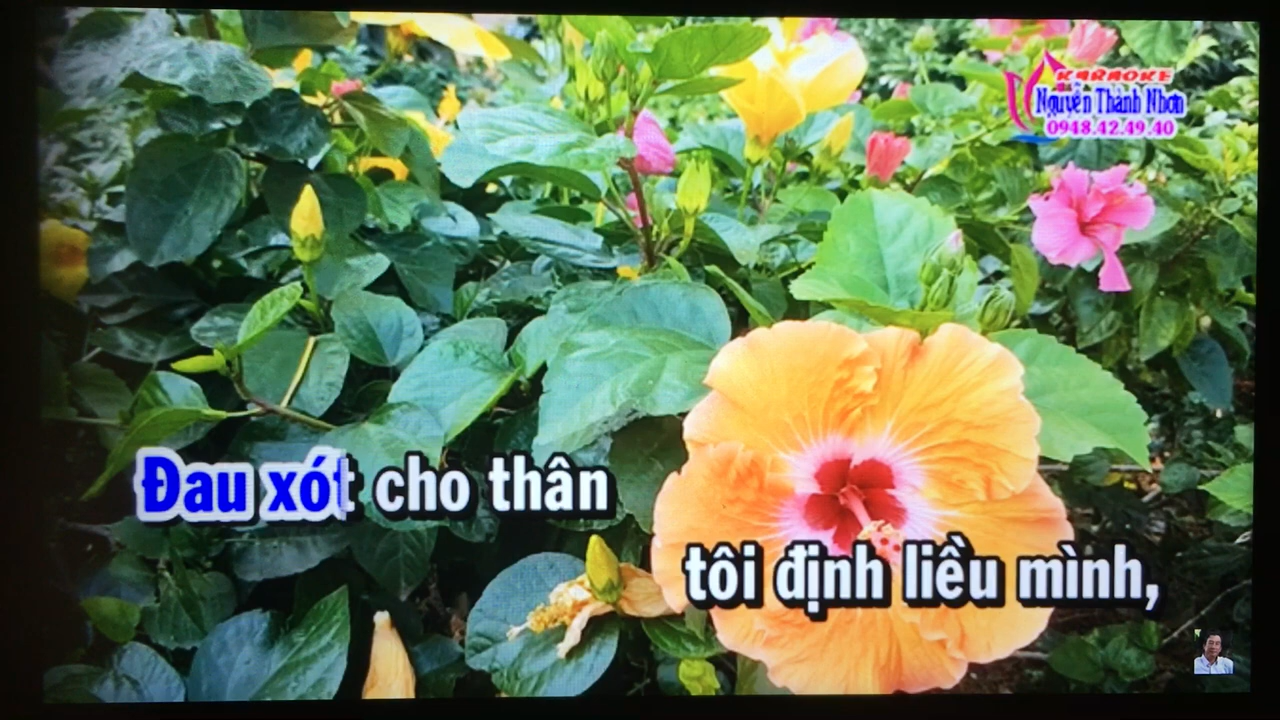 KARAOKE
Nguyễn Thành Nhơn
0948.42.49.40
Đau xót cho thân
tôi định liều mình,